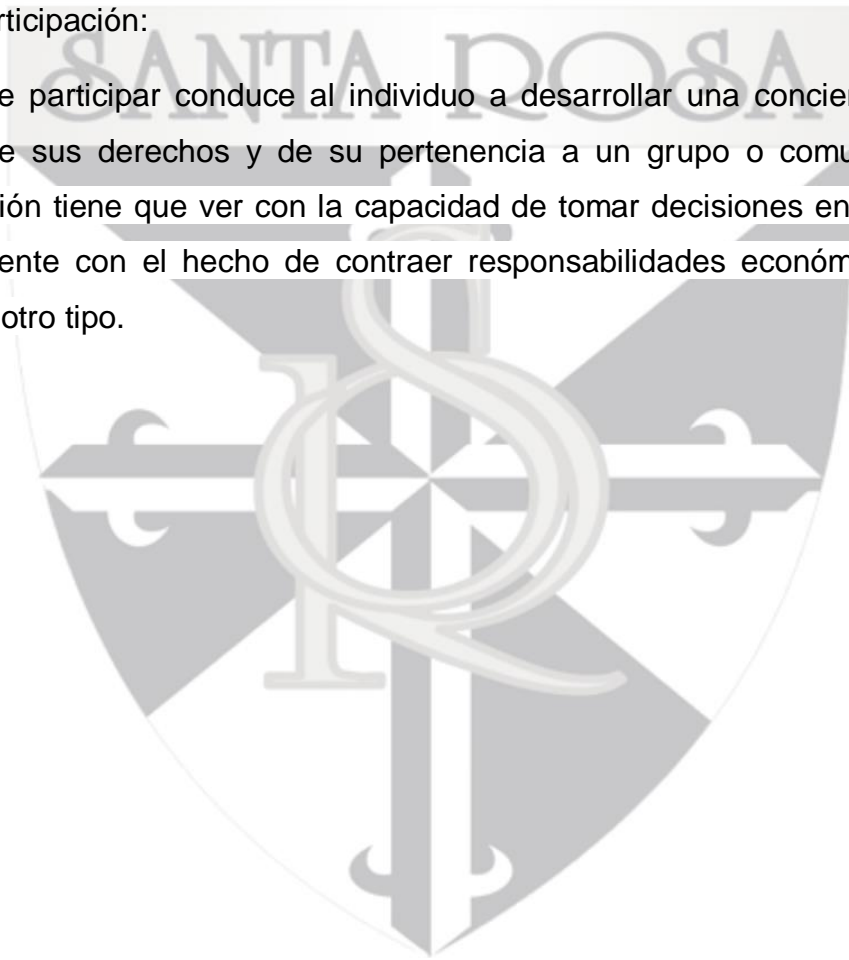 rticipación:
SANTA ROSA
e participar conduce al individuo a desarrollar una concien
e sus derechos y de su pertenencia a un grupo o comu
ión tiene que ver con la capacidad de tomar decisiones en
ente con el hecho de contraer responsabilidades económ
otro tipo.
SR